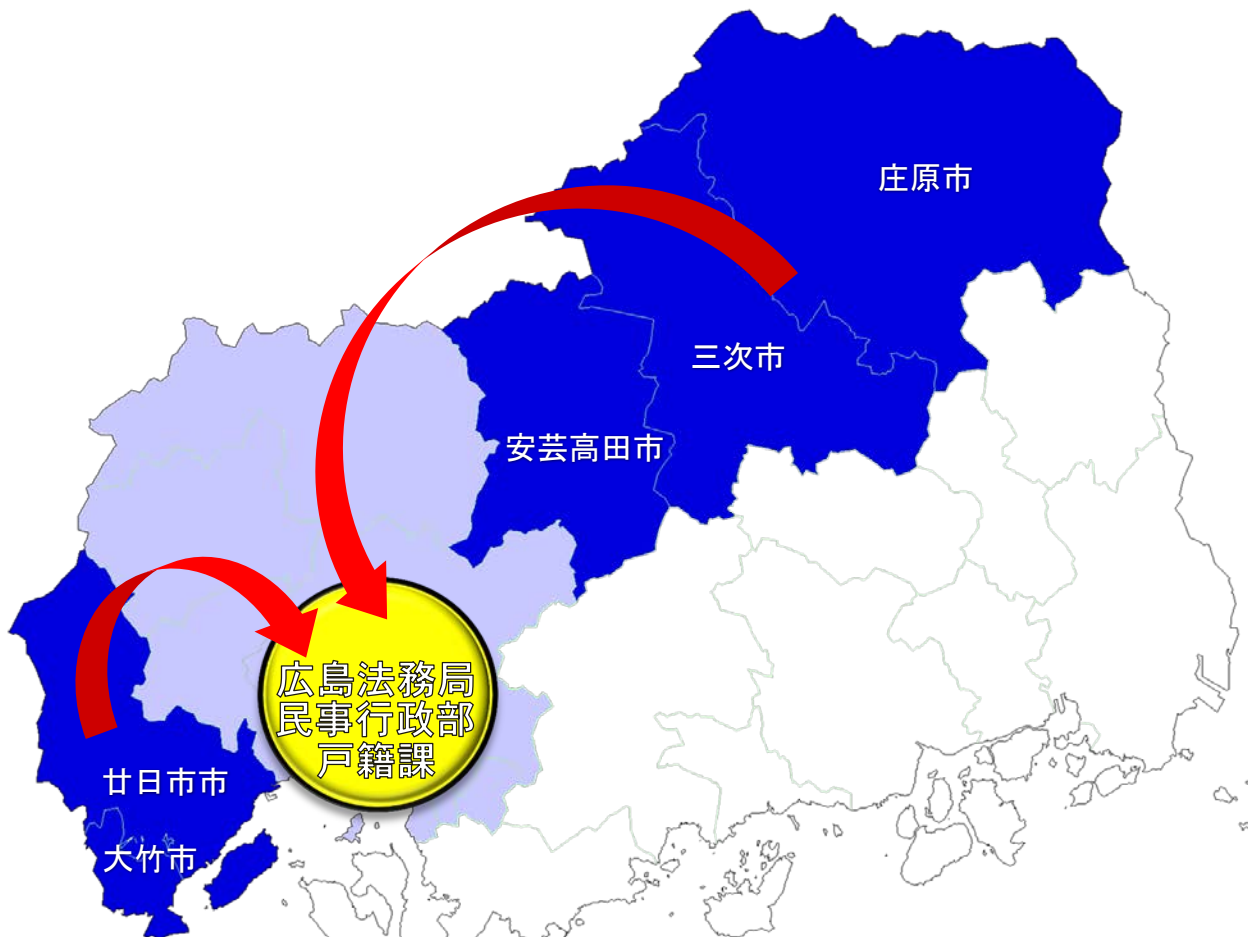 庄原市
三次市
安芸高田市
広島法務局
民事行政部
戸籍課
廿日市市
大竹市